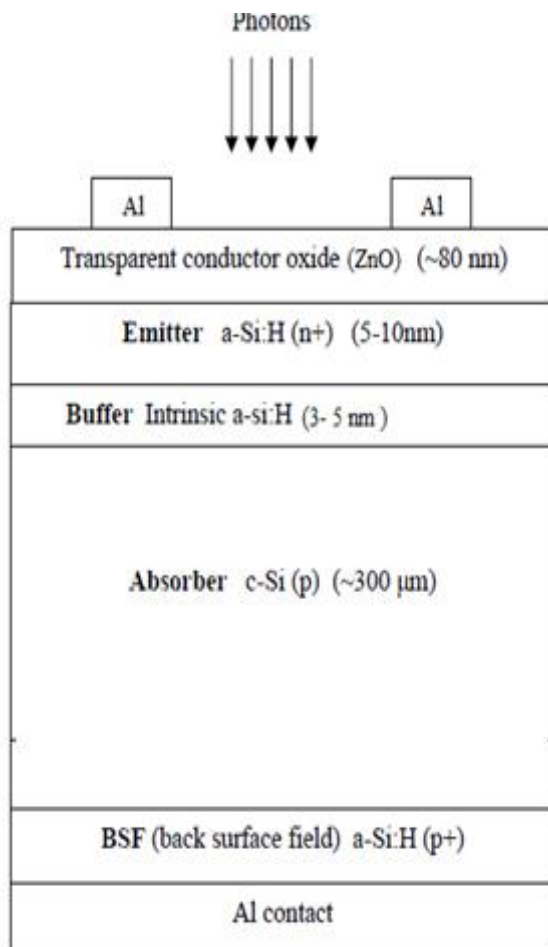 Photons
Al Al
Transparent conductor oxide (ZnO) (~80 nm)
Emitter a-Si:H (n+) (5-10nm)
Buffer Intrinsic a-si:H (3- 5 nm )
Absorber c-Si (p) (~300 μm)
BSF (back surface field) a-Si:H (p+)
Al contact